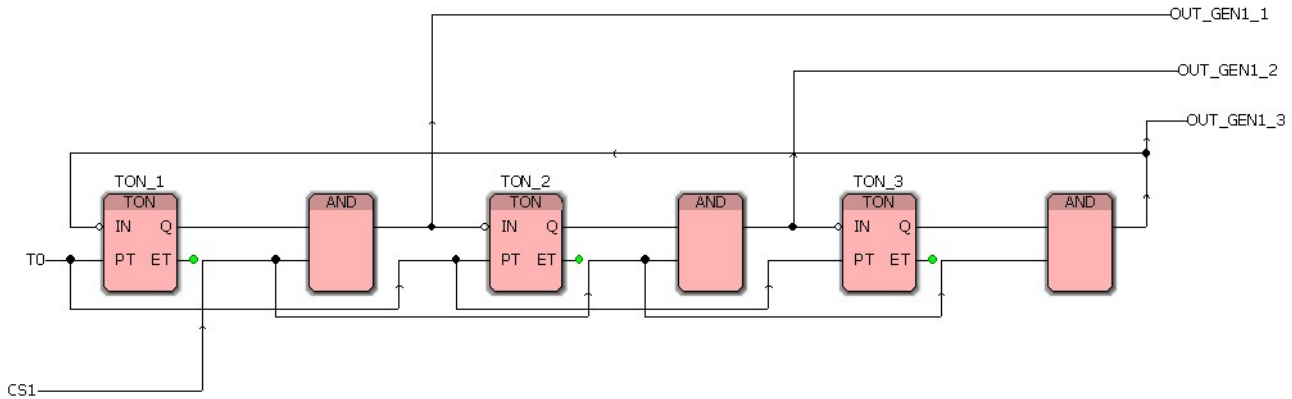 OUT_GEN1_1
OUT_GEN1_2
OUT_GEN1_3
TON_1 TON_2 TON_3
TON AND TON AND TON AND
IN Q IN Q IN Q
T0 PT ET PT ET PT ET
CS1